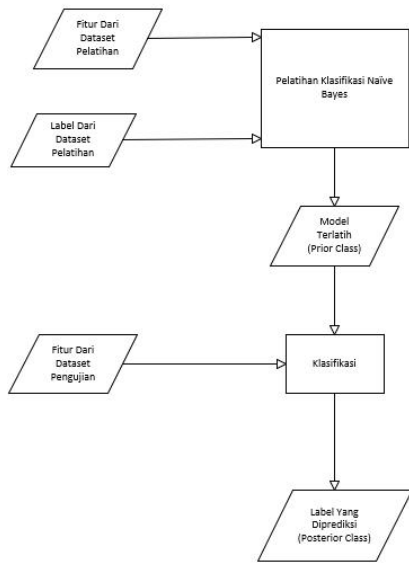 Fitur Dari
Dataset
Pelatihan
Pelatihan Klasifikasi Naïve
Bayes
Label Dari
Dataset
Pelatihan
Model
Terlatih
(Prior Class)
Fitur Dari
Dataset
Pengujian
Klasifikasi
Label Yang
Diprediksi
(Posterior Class)